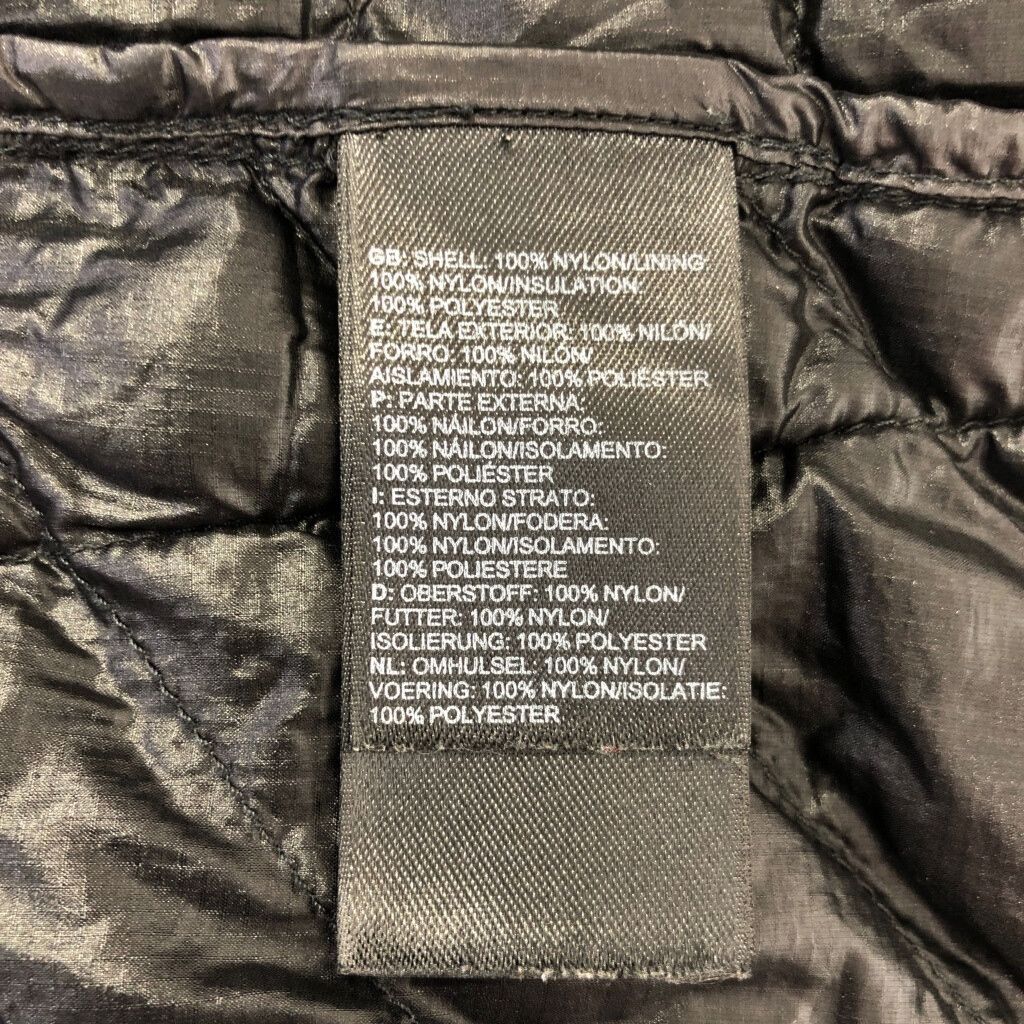 GB: SHELL. 100% NYLON/LINING
100% NYLON/INSULATION:
100% POLYESTER
E: TELA EXTERIOR: 100% NILÓN/
FORRO: 100% NILÓN/
AISLAMIENTO: 100% POLIÉSTER
P: PARTE EXTERNA.
100% NÁILON/FORRO:
100% NÁILON/ISOLAMENTO:
100% POLIÉSTER
I: ESTERNO STRATO:
100% NYLON/FODERA:
100% NYLON/ISOLAMENTO:
100% POLIESTERE
D: OBERSTOFF: 100% NYLON/
FUTTER: 100% NYLON/
ISOLIERUNG: 100% POLYESTER
NL: OMHULSEL: 100% NYLON/
VOERING: 100% NYLON/ISOLATIE:
100% POLYESTER